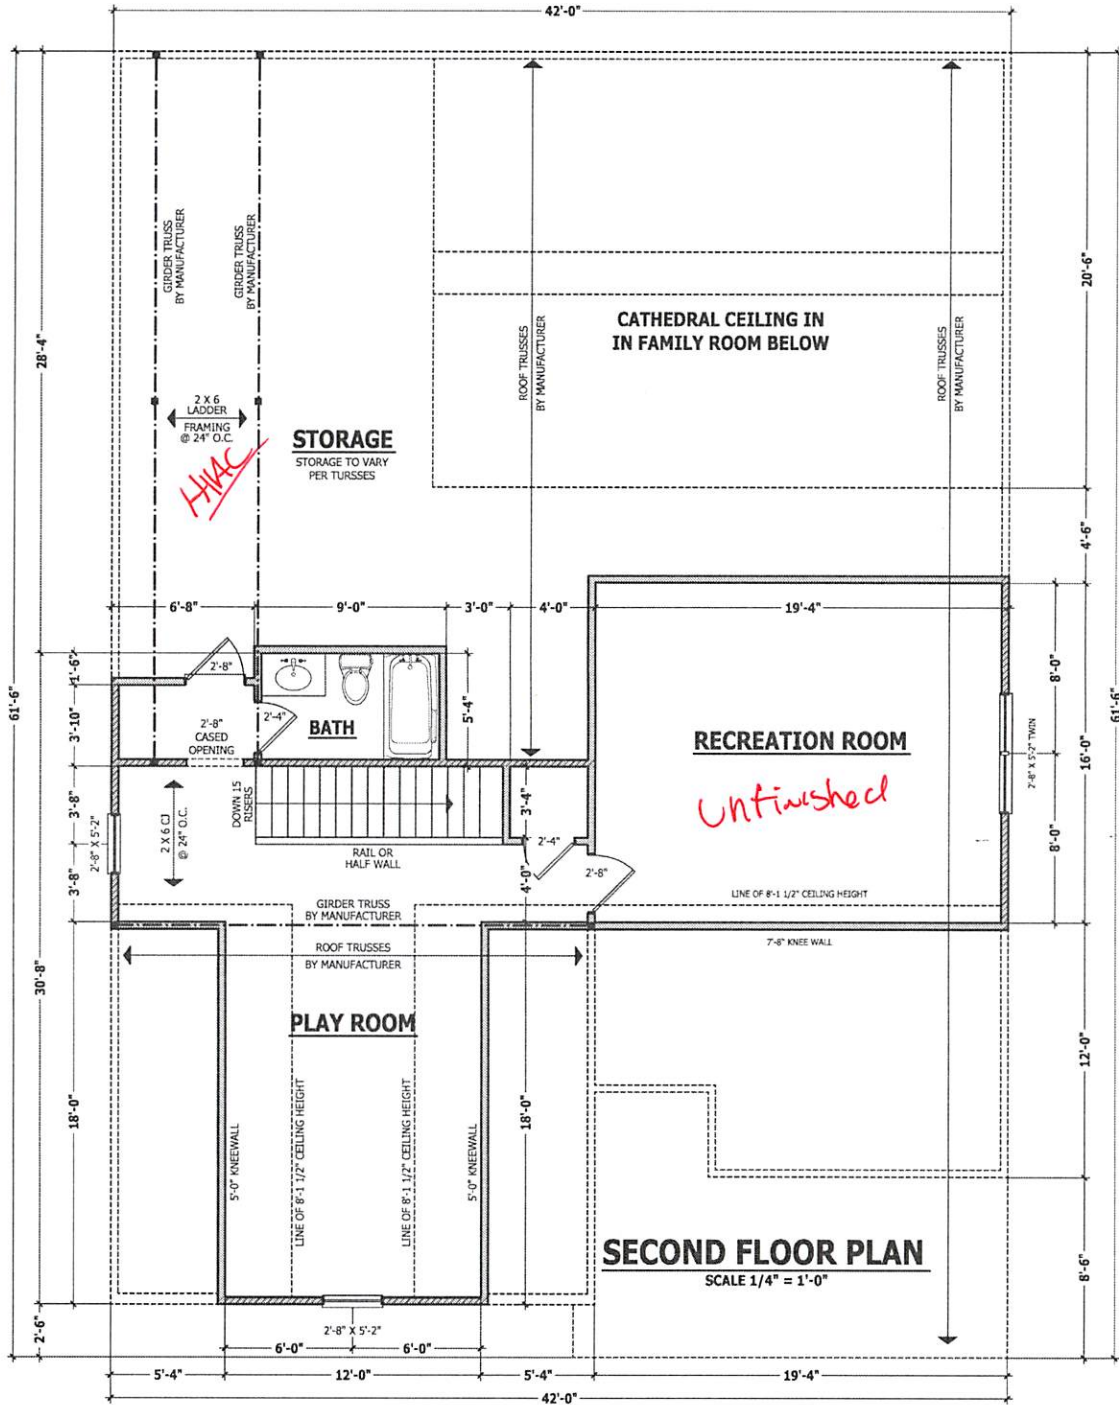 42'-0"
GIRDER TRUSS
BY MANUFACTURER
GIRDER TRUSS
BY MANUFACTURER
20'-6"
CATHEDRAL CEILING IN
IN FAMILY ROOM BELOW
ROOF TRUSSES
BY MANUFACTURER
ROOF TRUSSES
BY MANUFACTURER
28'-4"
2 X 6
LADDER
FRAMING
@ 24" O.C.
STORAGE
STORAGE TO VARY
PER TURSSES
HVAC
4'-6"
6'-8"
9'-0"
3'-0"
4'-0"
19'-4"
61'-6"
1'-6"
2'-8"
8'-0"
61'-6"
3'-10"
2'-8"
CASED
OPENING
2'-4"
BATH
5'-4"
RECREATION ROOM
2'-8" X 5'-2" TWIN
16'-0"
Unfinished
3'-8"
2 X 6 CJ
@ 24" O.C.
DOWN 15
RISERS
3'-4"
2'-8" X 5'-2"
RAIL OR
HALF WALL
2'-4"
8'-0"
3'-8"
4'-0"
2'-8"
LINE OF 8'-1 1/2" CEILING HEIGHT
GIRDER TRUSS
BY MANUFACTURER
7'-8" KNEE WALL
ROOF TRUSSES
BY MANUFACTURER
30'-8"
PLAY ROOM
12'-0"
18'-0"
5'-0" KNEEWALL
LINE OF 8'-1 1/2" CEILING HEIGHT
LINE OF 8'-1 1/2" CEILING HEIGHT
5'-0" KNEEWALL
18'-0"
SECOND FLOOR PLAN
SCALE 1/4" = 1'-0"
8'-6"
2'-6"
2'-8" X 5'-2"
6'-0"
6'-0"
5'-4"
12'-0"
5'-4"
19'-4"
42'-0"